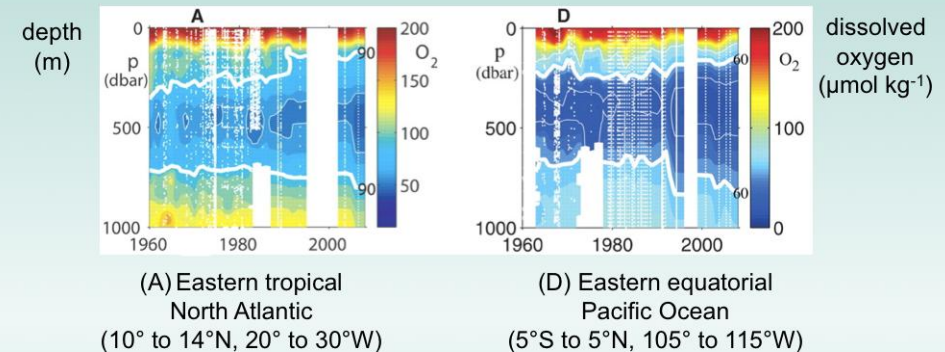 depth
(m)
A
0
p
(dbar)
500
1000
1960
1980
2000
90
90
200
O2
150
100
50
D
0
p
(dbar)
500
1000
1960
1980
2000
60
60
200
O2
100
0
dissolved
oxygen
(µmol kg-1)
(A) Eastern tropical
North Atlantic
(10° to 14°N, 20° to 30°W)
(D) Eastern equatorial
Pacific Ocean
(5°S to 5°N, 105° to 115°W)